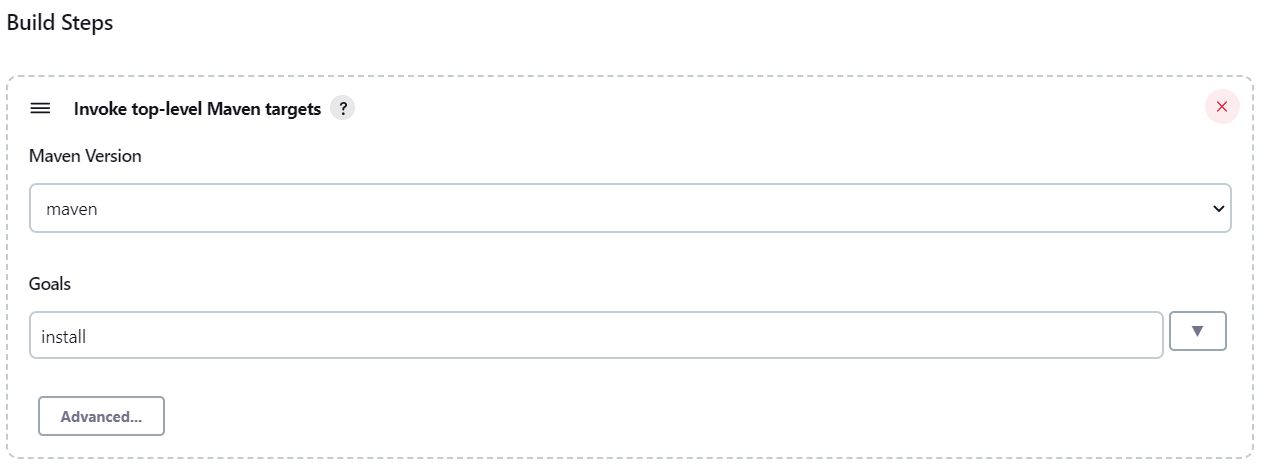 Build Steps
Invoke top-level Maven targets ?
Maven Version
maven
Goals
install
Advanced...